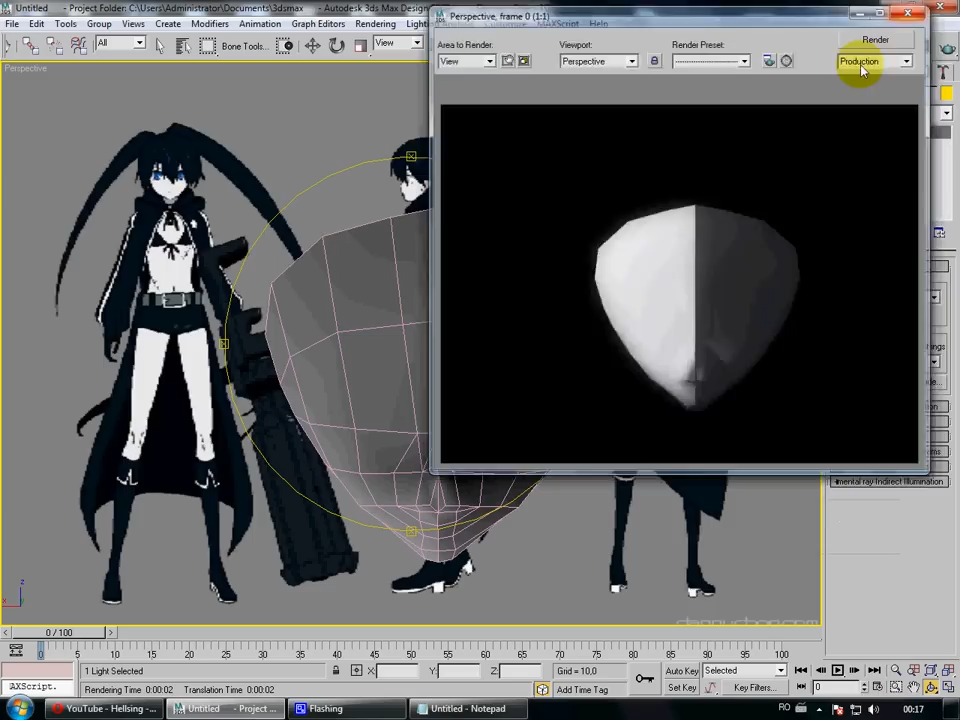 Untitled - Project Folder: C:\Users\Administrator\Documents\3dsmax - Autodesk 3ds Max Design
Perspective, frame 0 (1:1)
File Edit Tools Group Views Create Modifiers Animation Graph Editors Rendering
All
Bone Tools...
View
Area to Render:
Viewport:
Render Preset:
Render
View
Perspective
Production
Perspective
mental ray Indirect Illumination
0 / 100
0 5 10 15 20 25 30 35 40 45 50 55 60 65 70 75 80 85 90 95 100
1 Light Selected
X:
Y:
Z:
Grid = 10,0
Auto Key
Selected
AXScript.
Rendering Time 0:00:02
Translation Time 0:00:02
Add Time Tag
Set Key
Key Filters...
0
YouTube - Hellsing -...
Untitled - Project ...
Flashing
Untitled - Notepad
RO
00:17